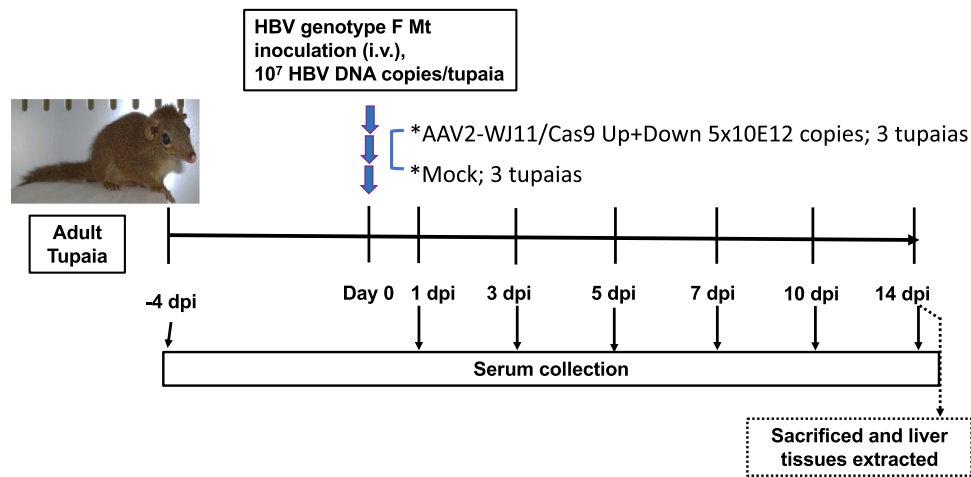 HBV genotype F Mt
inoculation (i.v.),
10⁷ HBV DNA copies/tupaia
*AAV2-WJ11/Cas9 Up+Down 5x10E12 copies; 3 tupaias
*Mock; 3 tupaias
Adult
Tupaia
-4 dpi
Day 0
1 dpi
3 dpi
5 dpi
7 dpi
10 dpi
14 dpi
Serum collection
Sacrificed and liver
tissues extracted